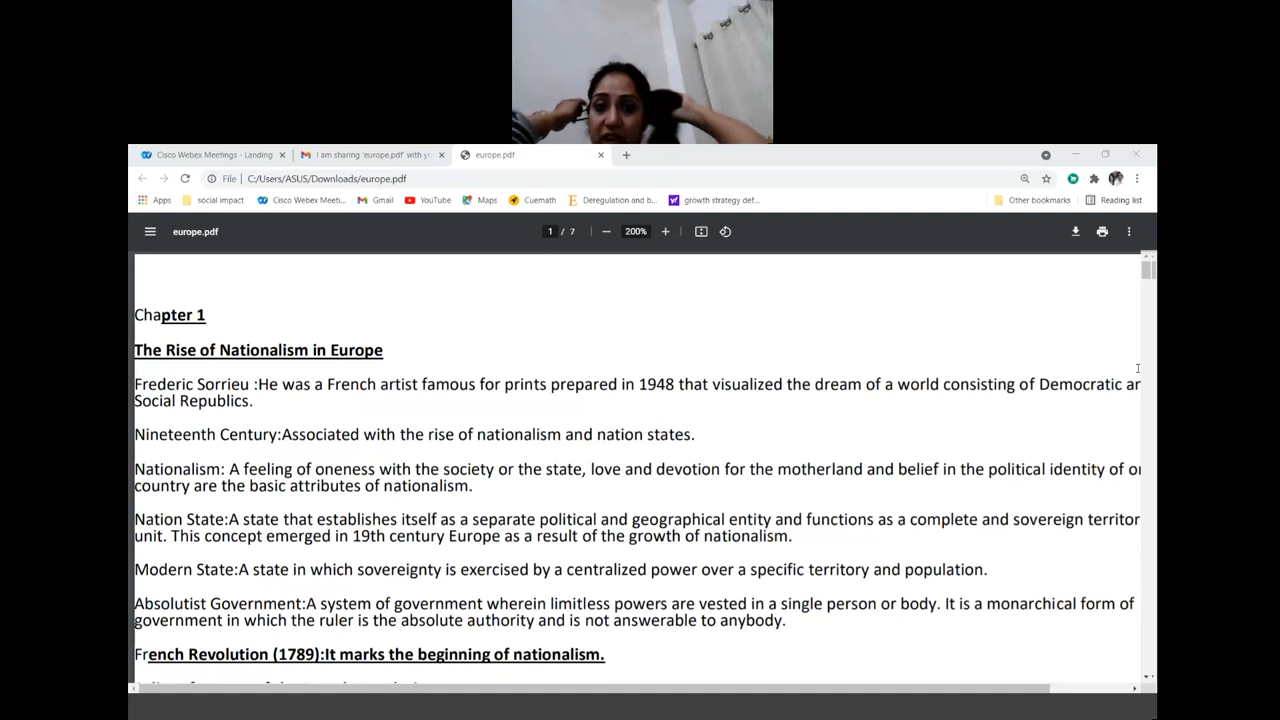 Cisco Webex Meetings - Landing
I am sharing 'europe.pdf' with
europe.pdf
File
C:/Users/ASUS/Downloads/europe.pdf
Apps
social impact
Cisco Webex Meeti...
Gmail
YouTube
Maps
Cuemath
Deregulation and b...
growth strategy def...
Other bookmarks
Reading list
europe.pdf
1 / 7
200%
Chapter 1
The Rise of Nationalism in Europe
Frederic Sorrieu :He was a French artist famous for prints prepared in 1948 that visualized the dream of a world consisting of Democratic
Social Republics.
Nineteenth Century:Associated with the rise of nationalism and nation states.
Nationalism: A feeling of oneness with the society or the state, love and devotion for the motherland and belief in the political identity of
country are the basic attributes of nationalism.
Nation State:A state that establishes itself as a separate political and geographical entity and functions as a complete and sovereign territor
unit. This concept emerged in 19th century Europe as a result of the growth of nationalism.
Modern State:A state in which sovereignty is exercised by a centralized power over a specific territory and population.
Absolutist Government:A system of government wherein limitless powers are vested in a single person or body. It is a monarchical form of
government in which the ruler is the absolute authority and is not answerable to anybody.
French Revolution (1789):It marks the beginning of nationalism.